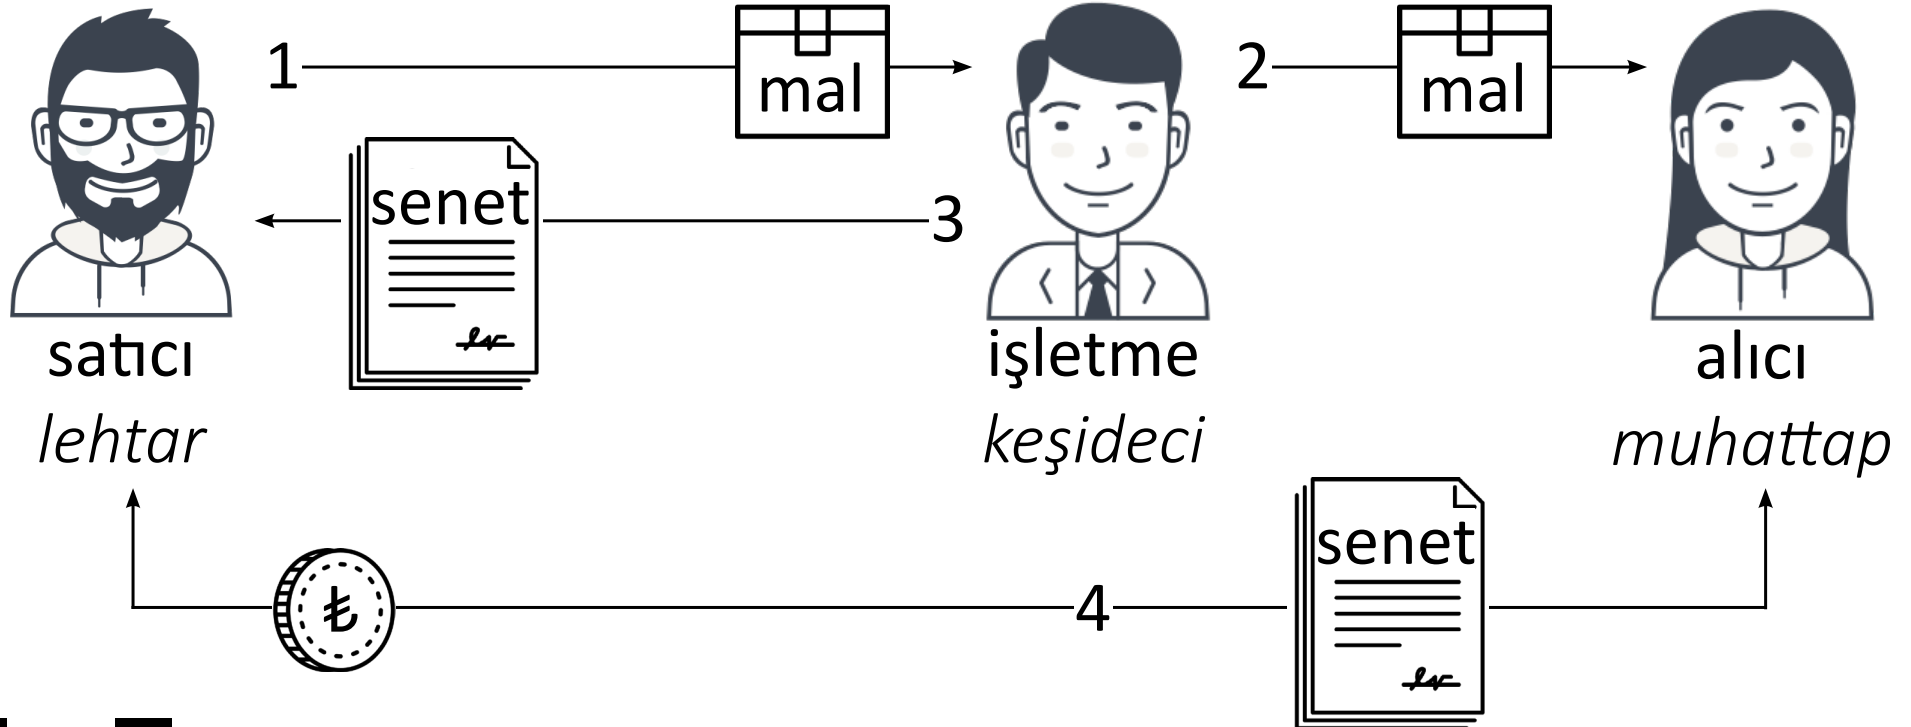 1
mal
2
mal
senet
3
satıcı
işletme
alıcı
lehtar
keşideci
muhattap
senet
₺
4